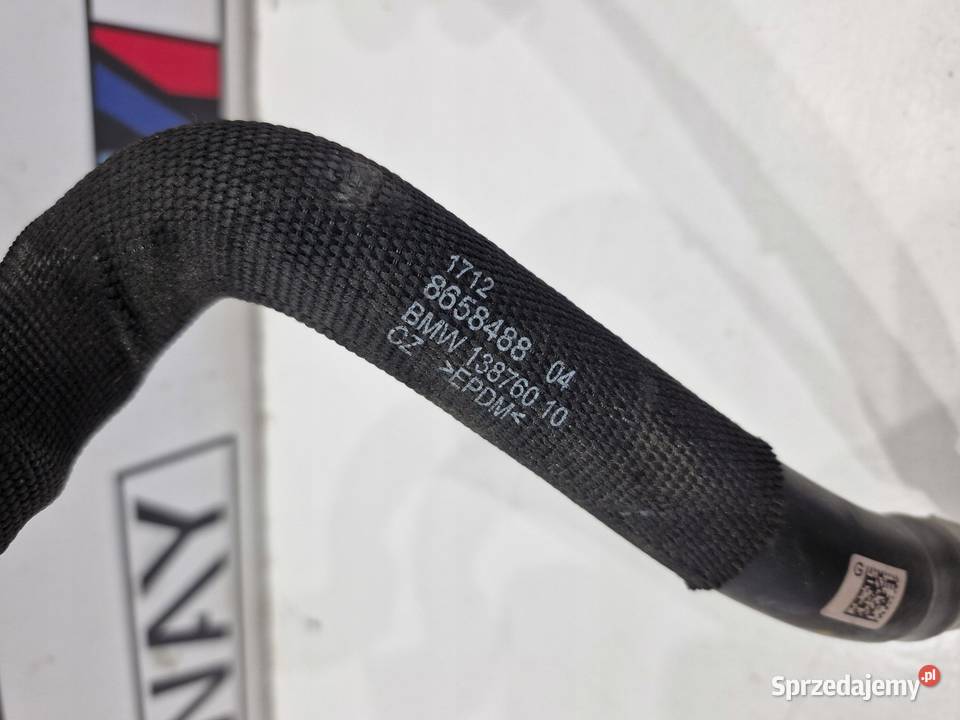 1712
8658488 04
BMW 138760 10
CZ >EPDM<
G
Sprzedajemy.pl